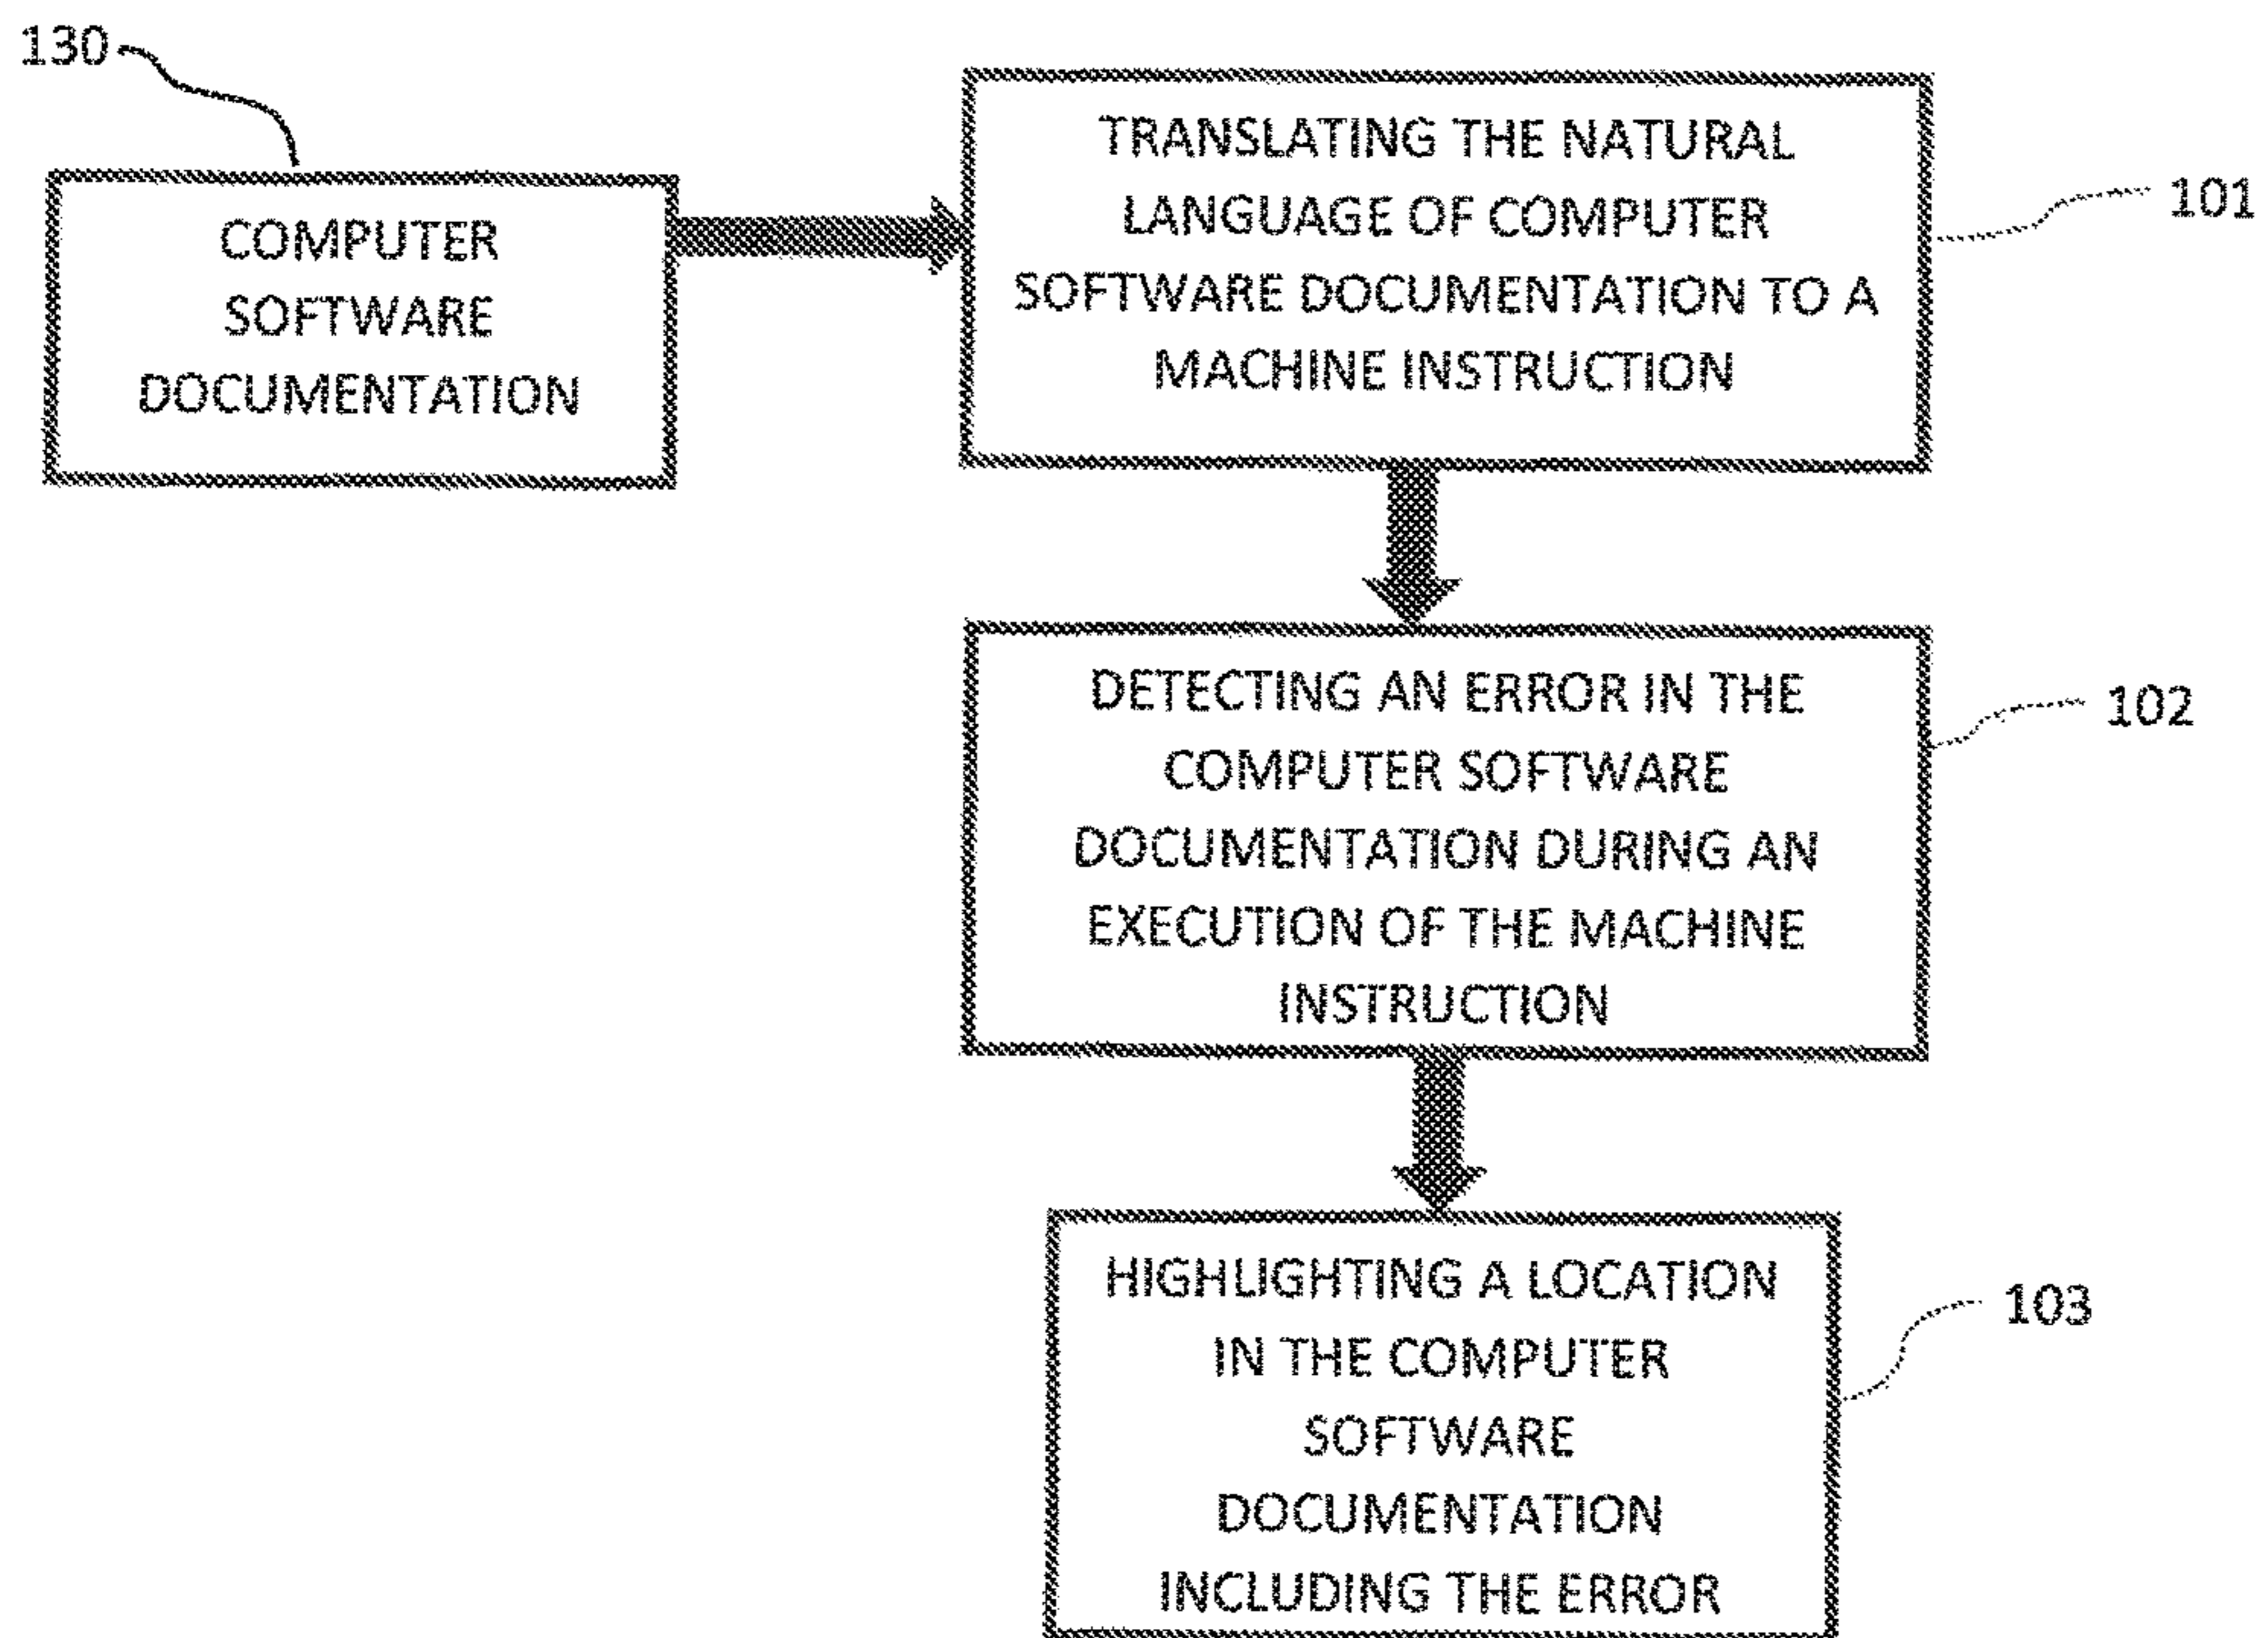 130
COMPUTER
SOFTWARE
DOCUMENTATION
TRANSLATING THE NATURAL
LANGUAGE OF COMPUTER
SOFTWARE DOCUMENTATION TO A
MACHINE INSTRUCTION
101
DETECTING AN ERROR IN THE
COMPUTER SOFTWARE
DOCUMENTATION DURING AN
EXECUTION OF THE MACHINE
INSTRUCTION
102
HIGHLIGHTING A LOCATION
IN THE COMPUTER
SOFTWARE
DOCUMENTATION
INCLUDING THE ERROR
103